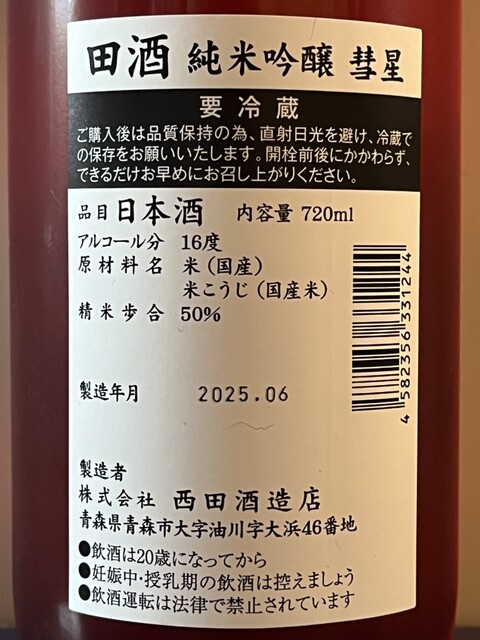 田酒 純米吟醸 彗星
要冷蔵
ご購入後は品質保持の為、直射日光を避け、冷蔵で
の保存をお願いいたします。開栓前後にかかわらず、
できるだけお早めにお召し上がりください。
品目 日本酒 内容量 720ml
アルコール分 16度
原材料名 米(国産)
米こうじ(国産米)
精米歩合 50%
4 582356 331244
製造年月 2025.06
製造者
株式会社 西田酒造店
青森県青森市大字油川字大浜46番地
●飲酒は20歳になってから
●妊娠中・授乳期の飲酒は控えましょう
●飲酒運転は法律で禁止されています